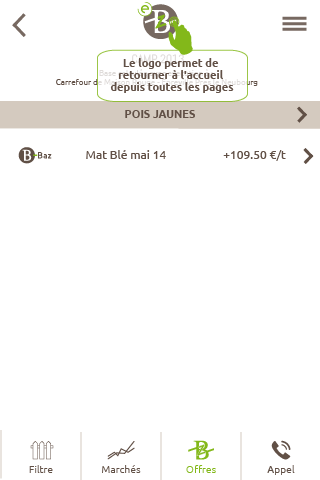 e
B
Le logo permet de
retourner à l'accueil
depuis toutes les pages
Carrefour de
Neubourg
POIS JAUNES
B Baz Mat Blé mai 14 +109.50 €/t
Filtre Marchés Offres Appel